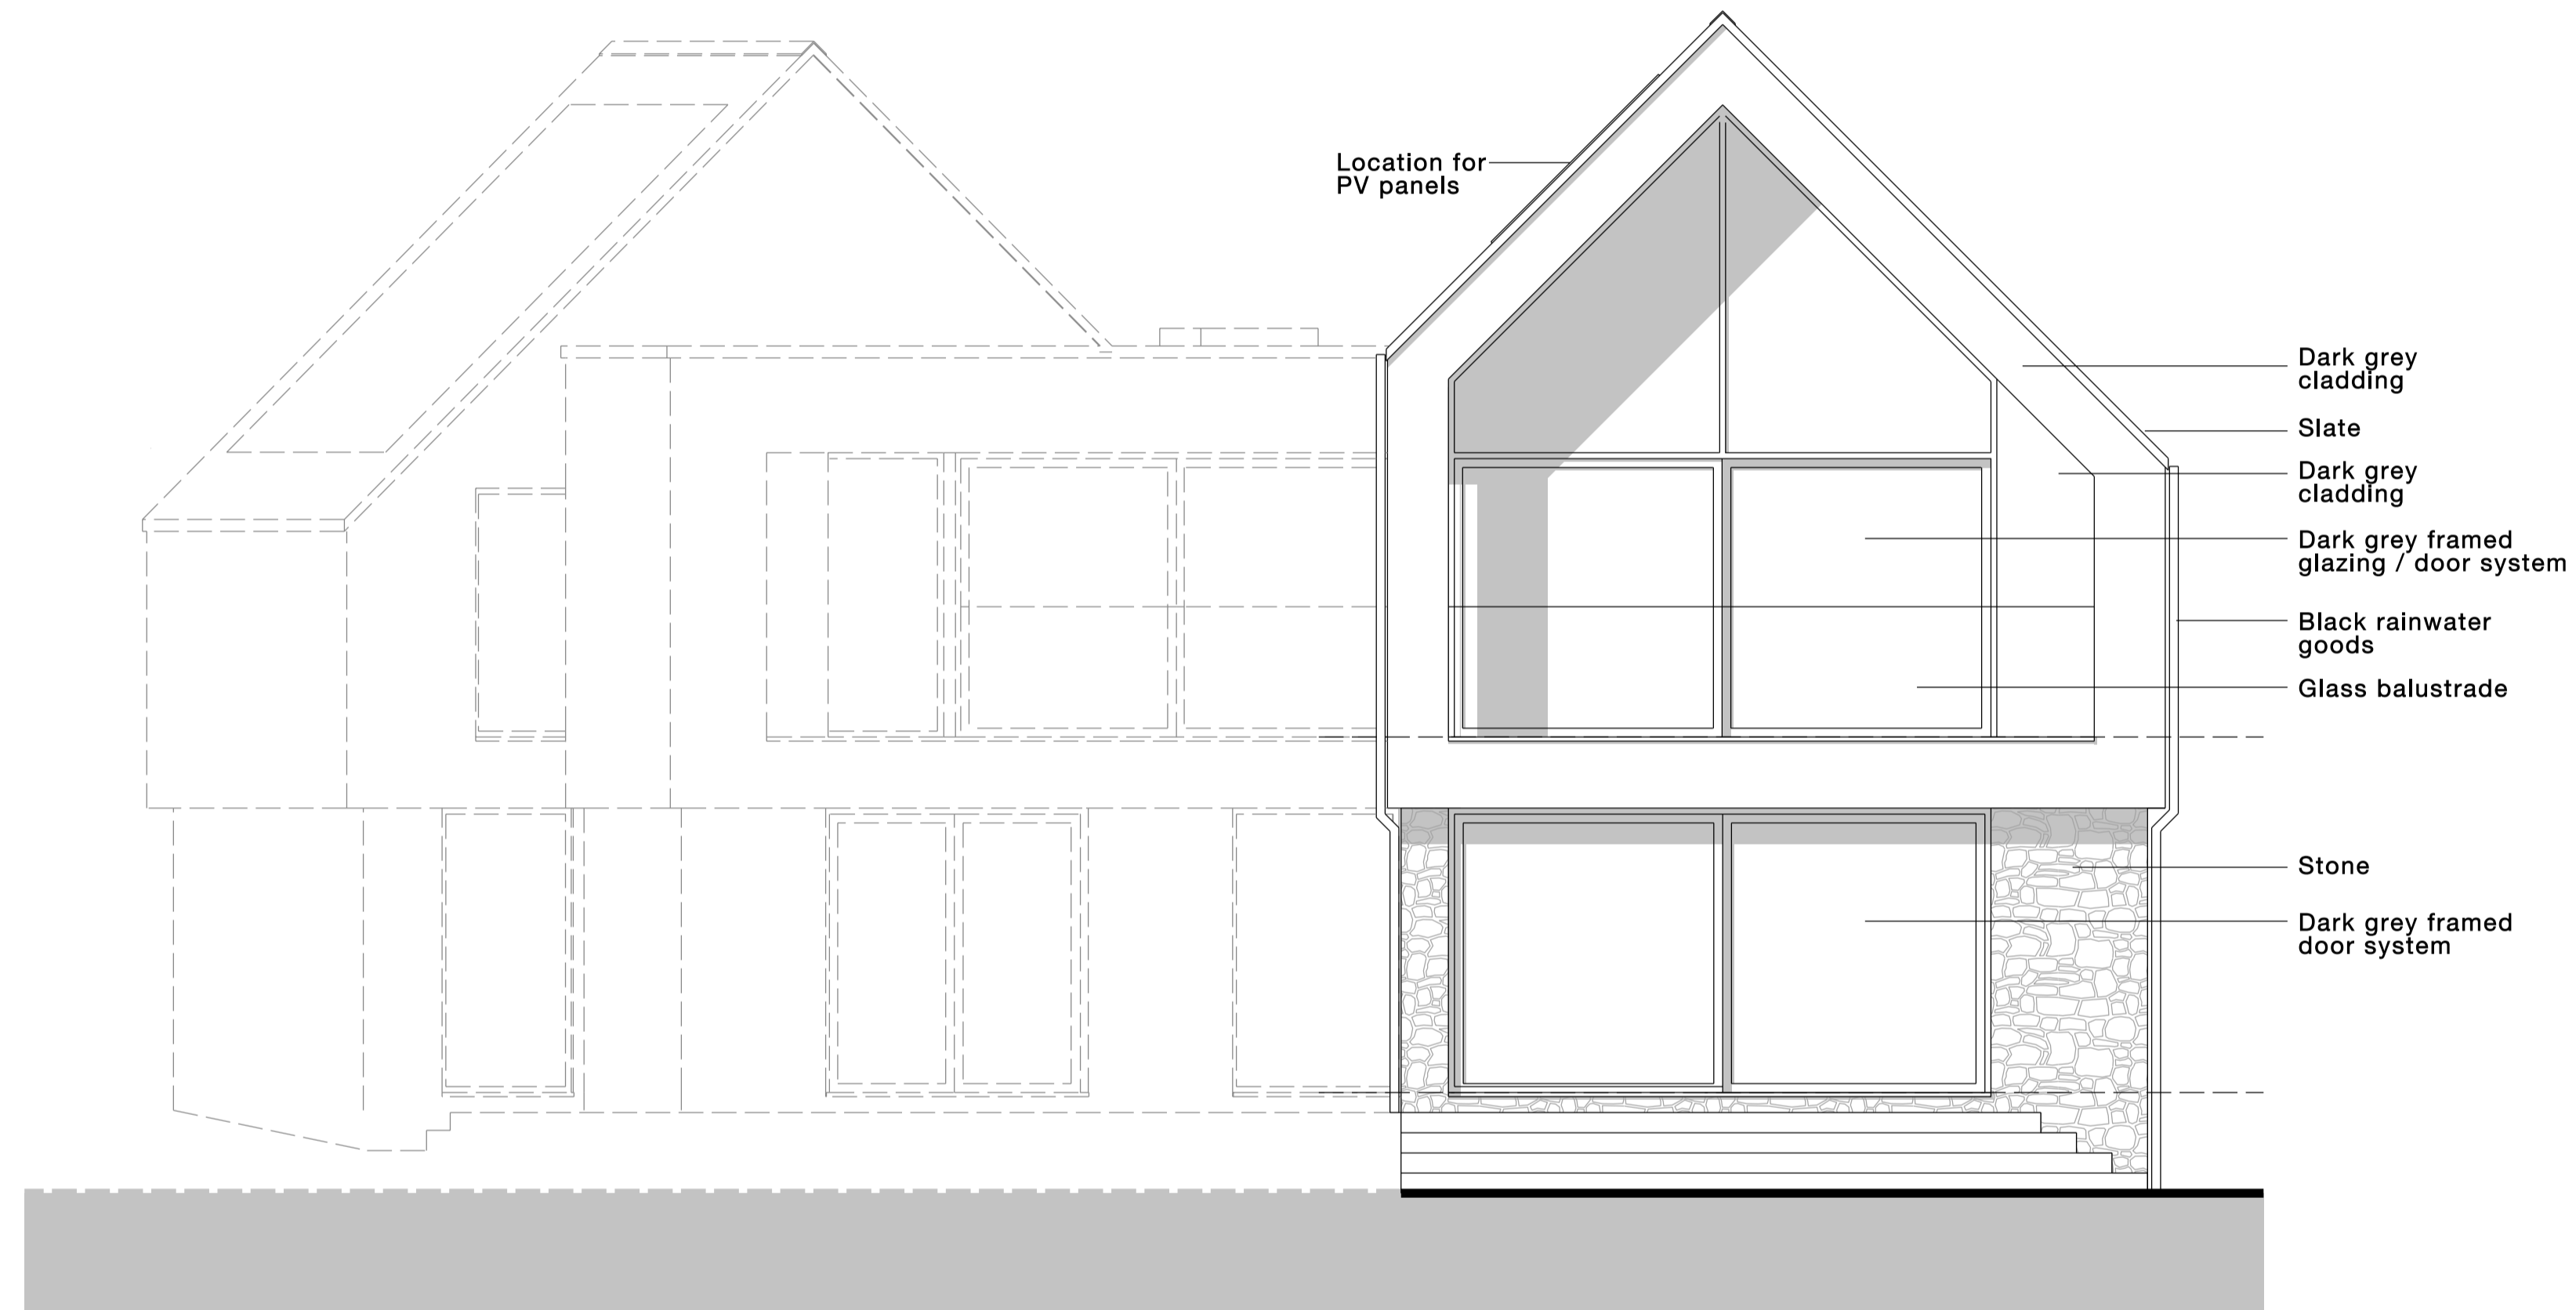 Location for
PV panels
Dark grey
cladding
Slate
Dark grey
cladding
Dark grey framed
glazing / door system
Black rainwater
goods
Glass balustrade
Stone
Dark grey framed
door system